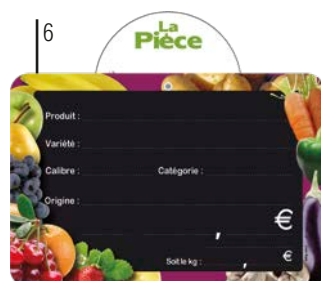 6
La
Pièce
Produit :
Variété :
Calibre : Catégorie :
Origine :
, €
Soit le kg : , €